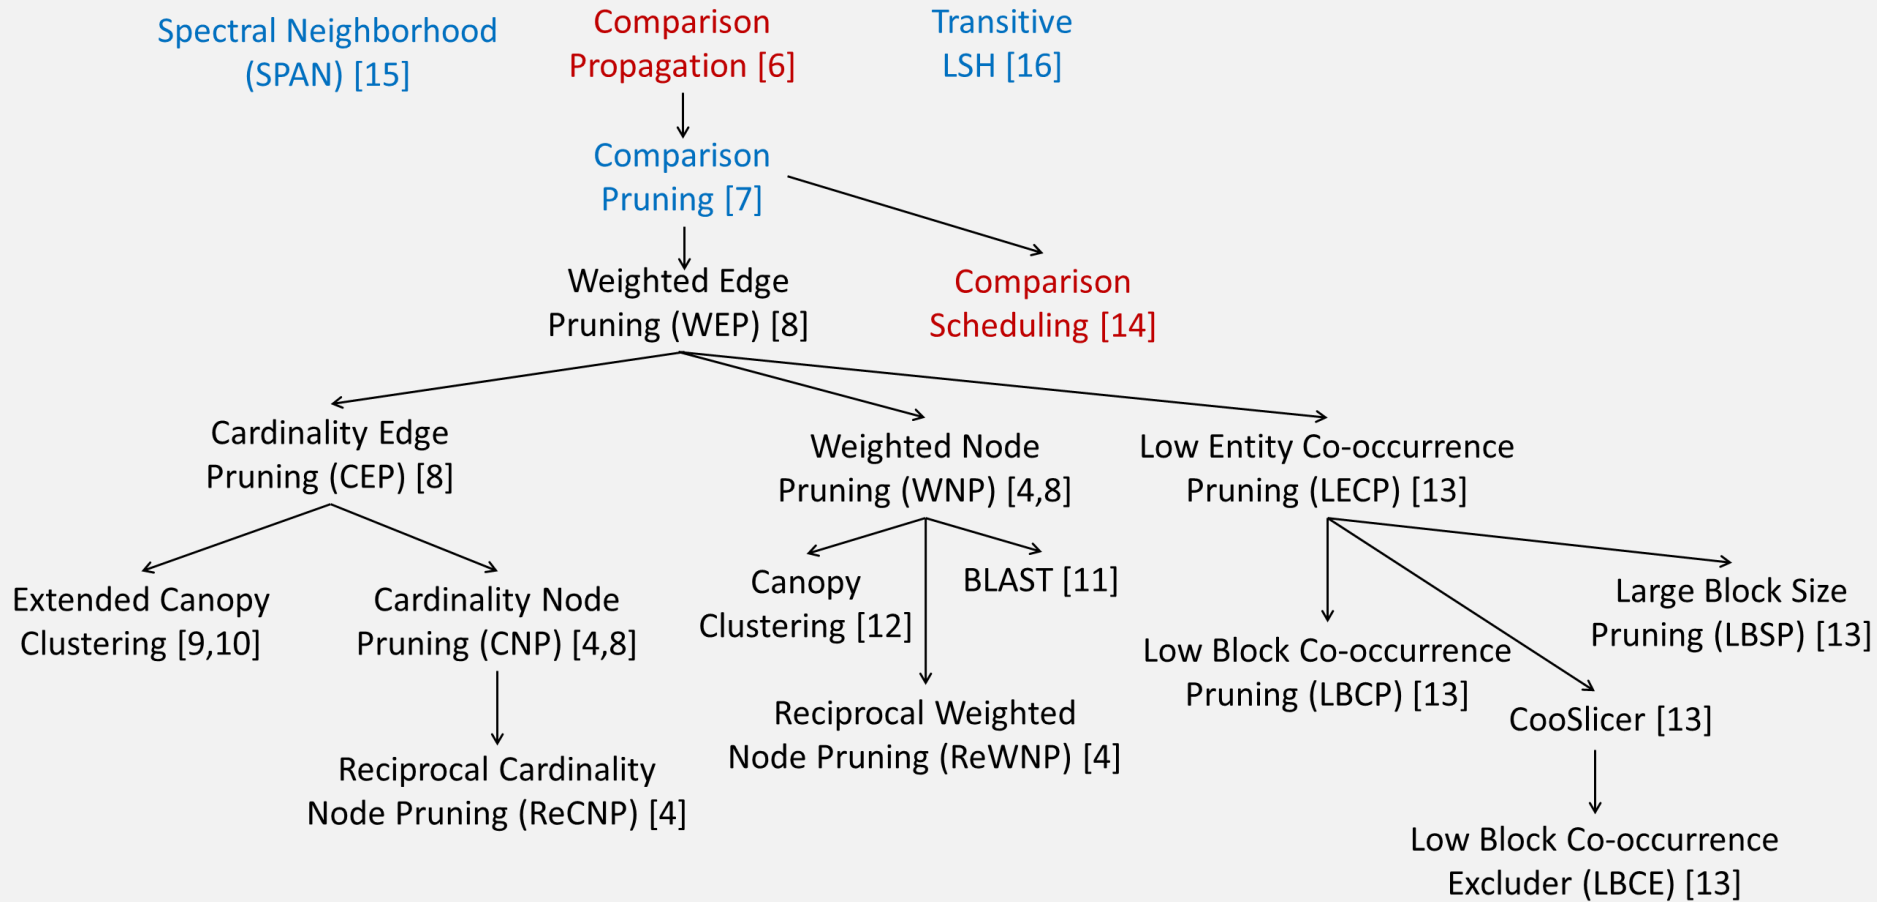 Spectral Neighborhood
(SPAN) [15]
Comparison
Propagation [6]
Transitive
LSH [16]
Comparison
Pruning [7]
Weighted Edge
Pruning (WEP) [8]
Comparison
Scheduling [14]
Cardinality Edge
Pruning (CEP) [8]
Weighted Node
Pruning (WNP) [4,8]
Low Entity Co-occurrence
Pruning (LECP) [13]
Extended Canopy
Clustering [9,10]
Cardinality Node
Pruning (CNP) [4,8]
Canopy
Clustering [12]
BLAST [11]
Large Block Size
Pruning (LBSP) [13]
Low Block Co-occurrence
Pruning (LBCP) [13]
Reciprocal Weighted
Node Pruning (ReWNP) [4]
CooSlicer [13]
Reciprocal Cardinality
Node Pruning (ReCNP) [4]
Low Block Co-occurrence
Excluder (LBCE) [13]